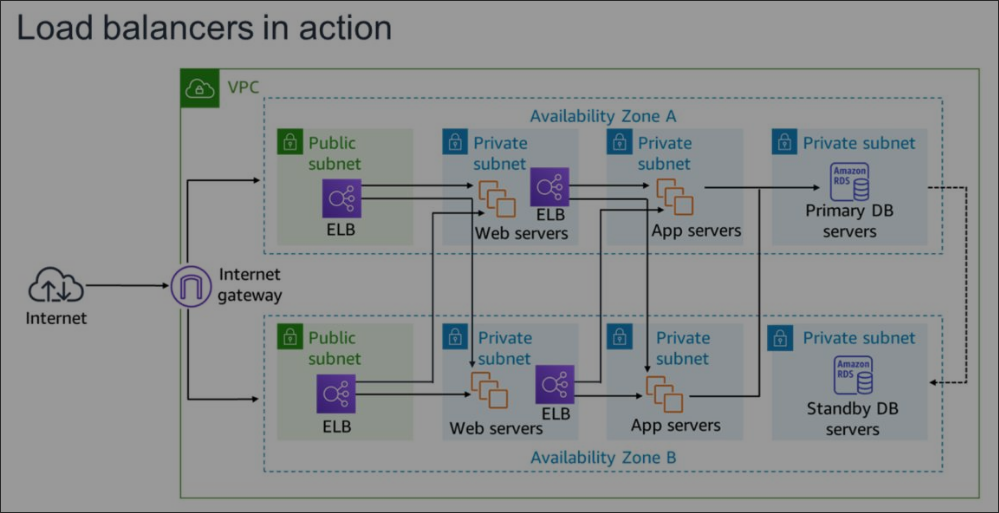 Load balancers in action
VPC
Availability Zone A
Public
subnet
ELB
Private
subnet
Web servers
ELB
Private
subnet
App servers
Private subnet
Amazon
RDS
Primary DB
servers
Internet
Internet
gateway
Public
subnet
ELB
Private
subnet
Web servers
ELB
Private
subnet
App servers
Private subnet
Amazon
RDS
Standby DB
servers
Availability Zone B